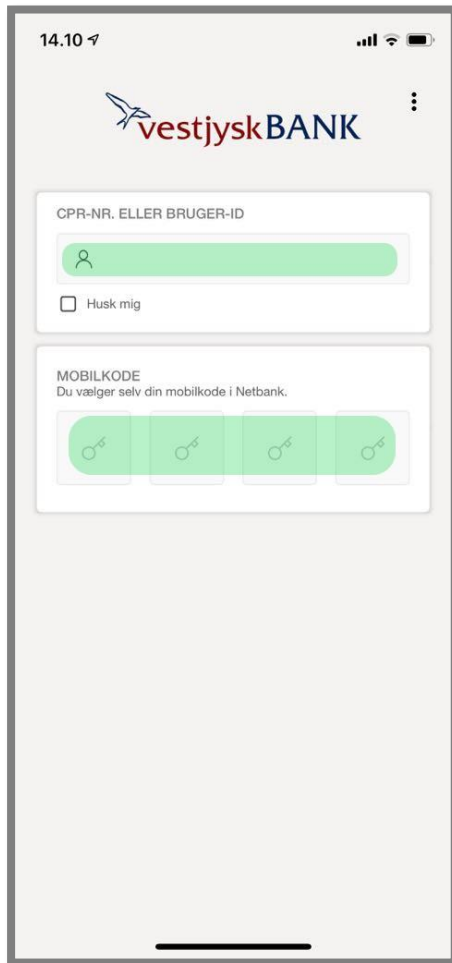 14.10
vestjyskBANK
CPR-NR. ELLER BRUGER-ID
Husk mig
MOBILKODE
Du vælger selv din mobilkode i Netbank.